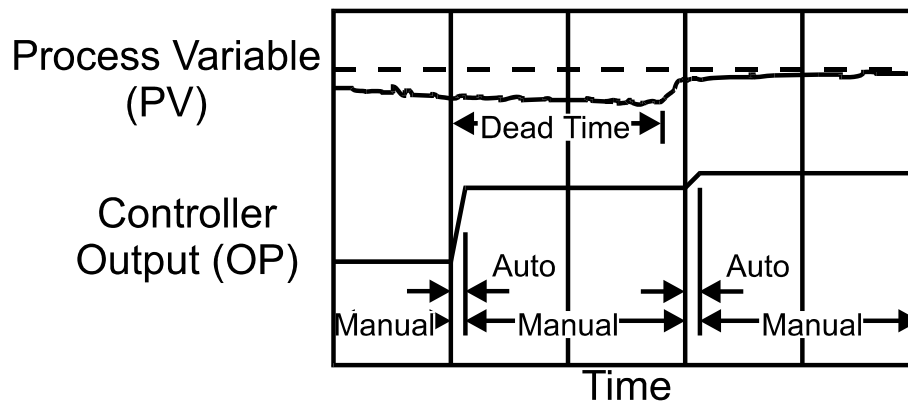 Process Variable
(PV)
Dead Time
Controller
Output (OP)
Auto
Auto
Manual
Manual
Manual
Time